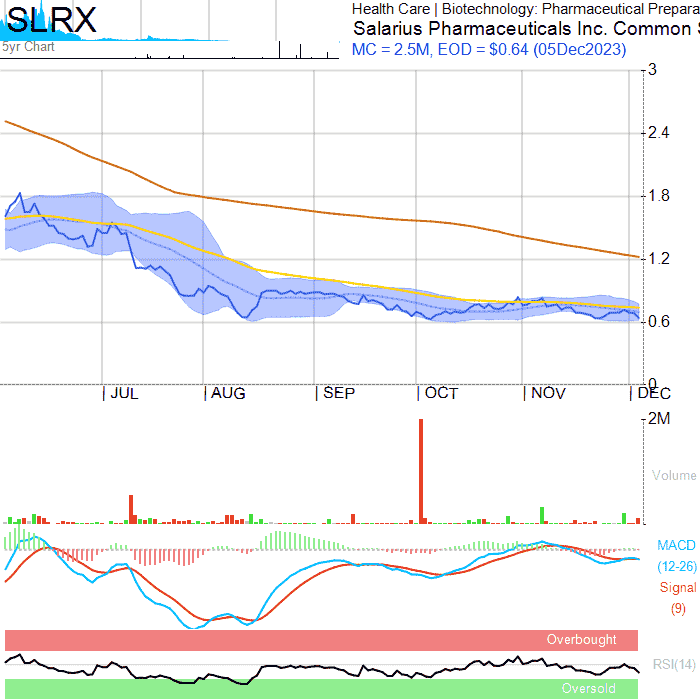 SLRX
5yr Chart
Health Care | Biotechnology: Pharmaceutical Prepara
Salarius Pharmaceuticals Inc. Common S
MC = 2.5M, EOD = $0.64 (05Dec2023)
3
2.4
1.8
1.2
0.6
0
JUL AUG SEP OCT NOV DEC
2M
Volume
MACD
(12-26)
Signal
(9)
Overbought
RSI(14)
Oversold